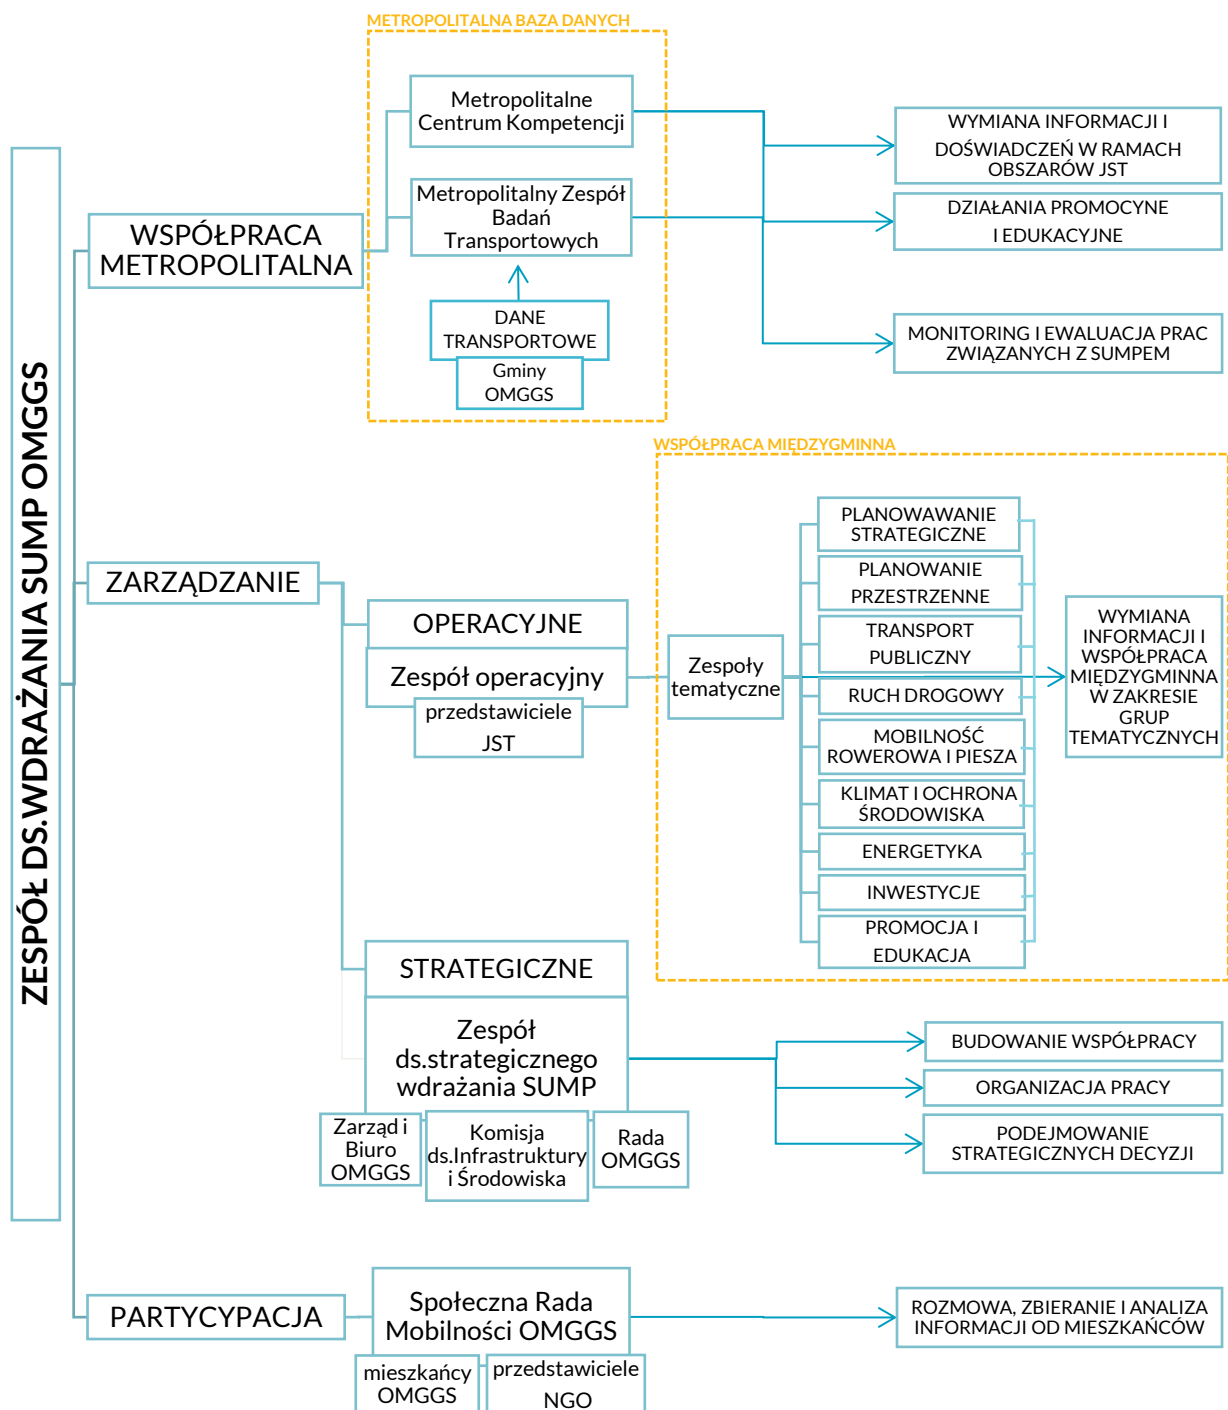 METROPOLITALNA BAZA DANYCH
Metropolitalne
Centrum Kompetencji
WYMIANA INFORMACJI I
DOŚWIADCZEŃ W RAMACH
OBSZARÓW JST
Metropolitalny Zespół
Badań
Transportowych
DZIAŁANIA PROMOCYNE
I EDUKACYJNE
WSPÓŁPRACA
METROPOLITALNA
DANE
TRANSPORTOWE
Gminy
OMGGS
MONITORING I EWALUACJA PRAC
ZWIĄZANYCH Z SUMPEM
ZESPÓŁ DS.WDRAŻANIA SUMP OMGGS
WSPÓŁPRACA MIĘDZYGMINNA
ZARZĄDZANIE
OPERACYJNE
Zespół operacyjny
przedstawiciele
JST
Zespoły
tematyczne
PLANOWAWANIE
STRATEGICZNE
PLANOWANIE
PRZESTRZENNE
TRANSPORT
PUBLICZNY
RUCH DROGOWY
MOBILNOŚĆ
ROWEROWA I PIESZA
KLIMAT I OCHRONA
ŚRODOWISKA
ENERGETYKA
INWESTYCJE
PROMOCJA I
EDUKACJA
WYMIANA
INFORMACJI I
WSPÓŁPRACA
MIĘDZYGMINNA
W ZAKRESIE
GRUP
TEMATYCZNYCH
STRATEGICZNE
Zespół
ds.strategicznego
wdrażania SUMP
Zarząd i
Biuro
OMGGS
Komisja
ds.Infrastruktury
i Środowiska
Rada
OMGGS
BUDOWANIE WSPÓŁPRACY
ORGANIZACJA PRACY
PODEJMOWANIE
STRATEGICZNYCH DECYZJI
PARTYCYPACJA
Społeczna Rada
Mobilności OMGGS
mieszkańcy
OMGGS
przedstawiciele
NGO
ROZMOWA, ZBIERANIE I ANALIZA
INFORMACJI OD MIESZKAŃCÓW